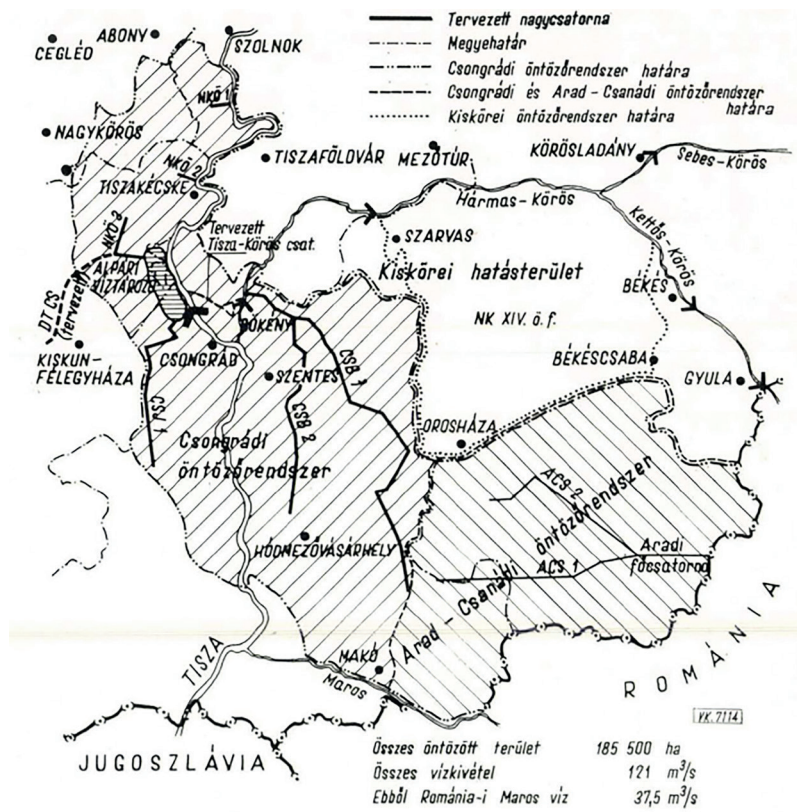 Tervezett nagycsatorna
Megyehatár
Csongrádi öntözőrendszer határa
Csongrádi és Arad-Csanádi öntözőrendszer
határa
Kiskörei öntözőrendszer határa
ABONY
CEGLÉD
SZOLNOK
NKÖ 1
NAGYKŐRÖS
TISZAFÖLDVÁR
MEZŐTÚR
KÖRÖSLADÁNY
Sebes-Körös
NKÖ 2
TISZAKÉCSKE
Hármas-Körös
Kettős-Körös
NKÖ 3
Tervezett
Tisza-Körös csat.
SZARVAS
ALPÁRI
VÍZTÁROZÓ
Kiskörei hatásterület
BÉKÉS
DT CS
(Tervezett)
BÖKÉNY
NK XIV. ö.f.
KISKUN-
FÉLEGYHÁZA
CSONGRÁD
CSB 1
BÉKÉSCSABA
GYULA
SZENTES
CSJ 1
CSB 2
OROSHÁZA
Csongrádi
öntözőrendszer
ACS 2
HÓDMEZŐVÁSÁRHELY
Aradi
főcsatorna
ACS 1
Arad - Csanádi öntözőrendszer
TISZA
MAKÓ
Maros
ROMÁNIA
VK. 7114
JUGOSZLÁVIA
Összes öntözött terület 185 500 ha
Összes vízkivétel 121 m³/s
Ebből Románia-i Maros víz 37,5 m³/s